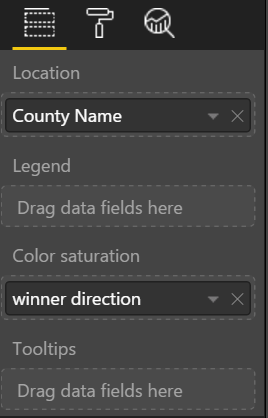 Location
County Name
Legend
Drag data fields here
Color saturation
winner direction
Tooltips
Drag data fields here